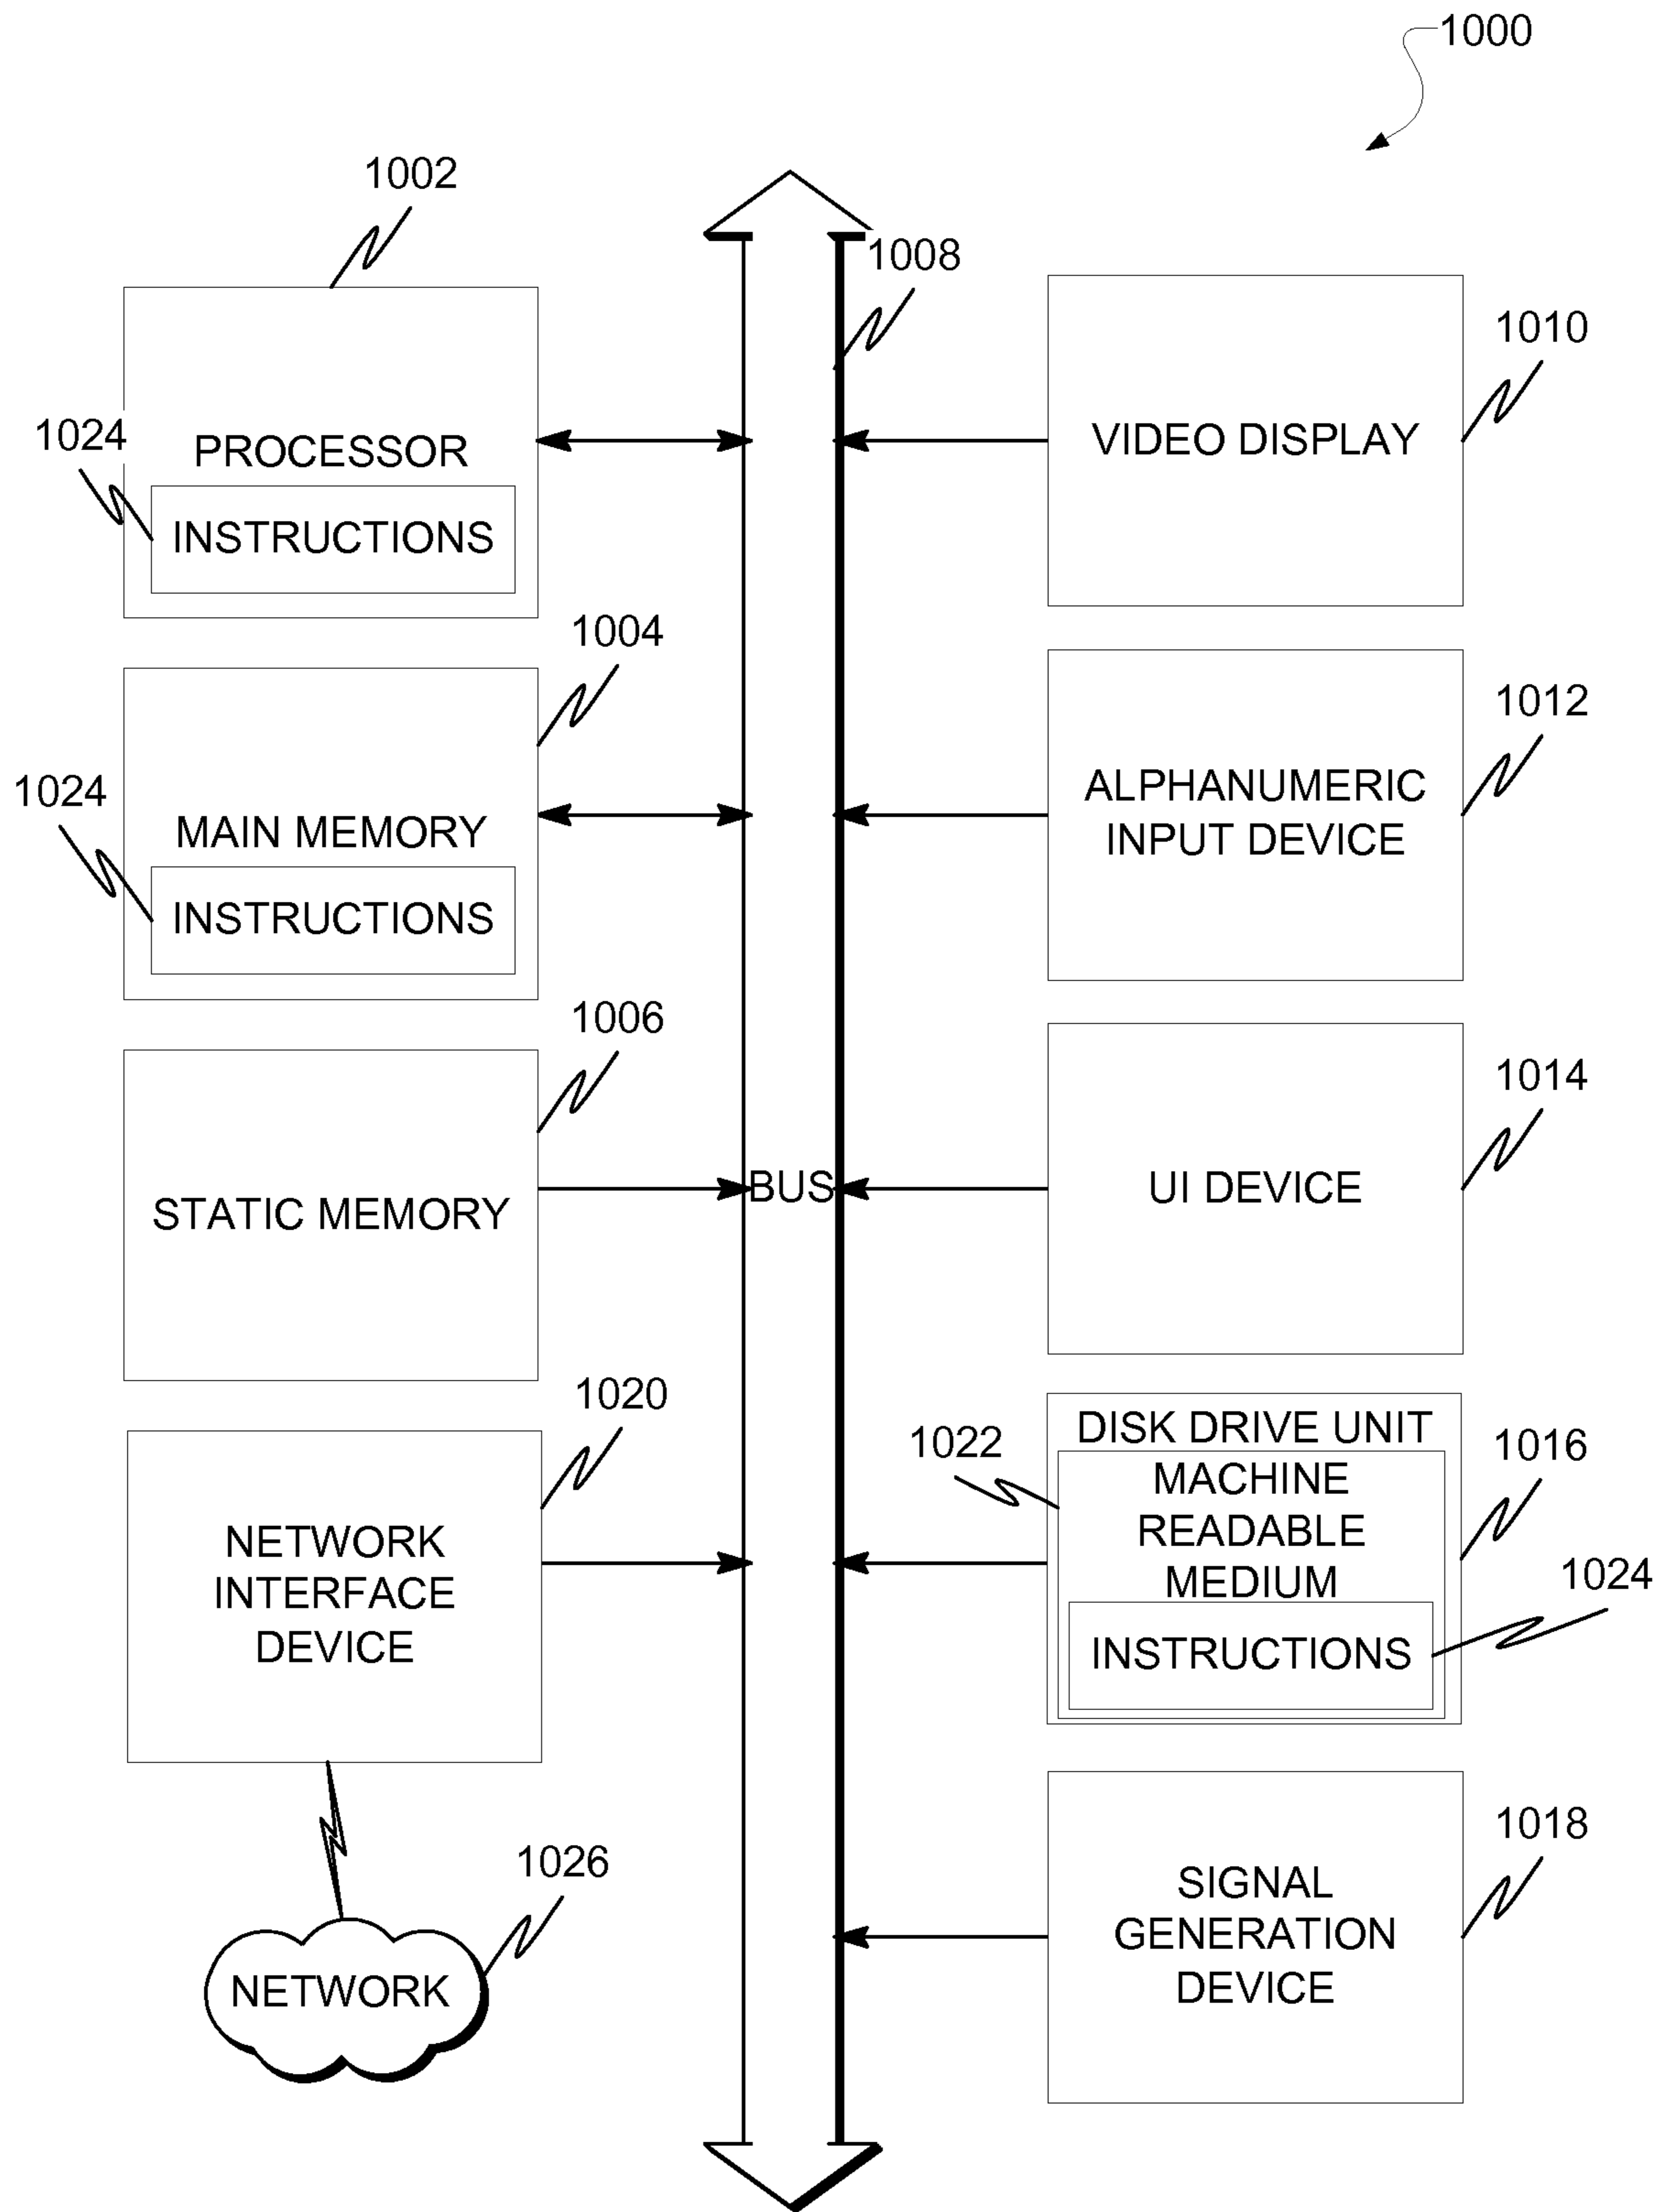 1000
1002
1008
1010
1024
PROCESSOR
INSTRUCTIONS
VIDEO DISPLAY
1004
1012
1024
MAIN MEMORY
INSTRUCTIONS
ALPHANUMERIC
INPUT DEVICE
1006
1014
STATIC MEMORY
BUS
UI DEVICE
1020
1022
1016
1024
NETWORK
INTERFACE
DEVICE
DISK DRIVE UNIT
MACHINE
READABLE
MEDIUM
INSTRUCTIONS
1026
1018
NETWORK
SIGNAL
GENERATION
DEVICE